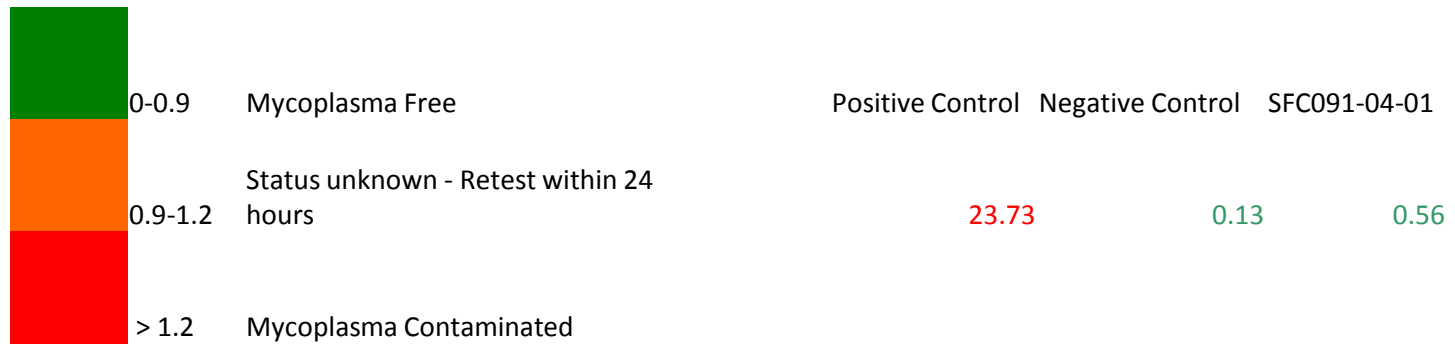 0-0.9 Mycoplasma Free Positive Control Negative Control SFC091-04-01
Status unknown - Retest within 24
0.9-1.2 hours 23.73 0.13 0.56
> 1.2 Mycoplasma Contaminated